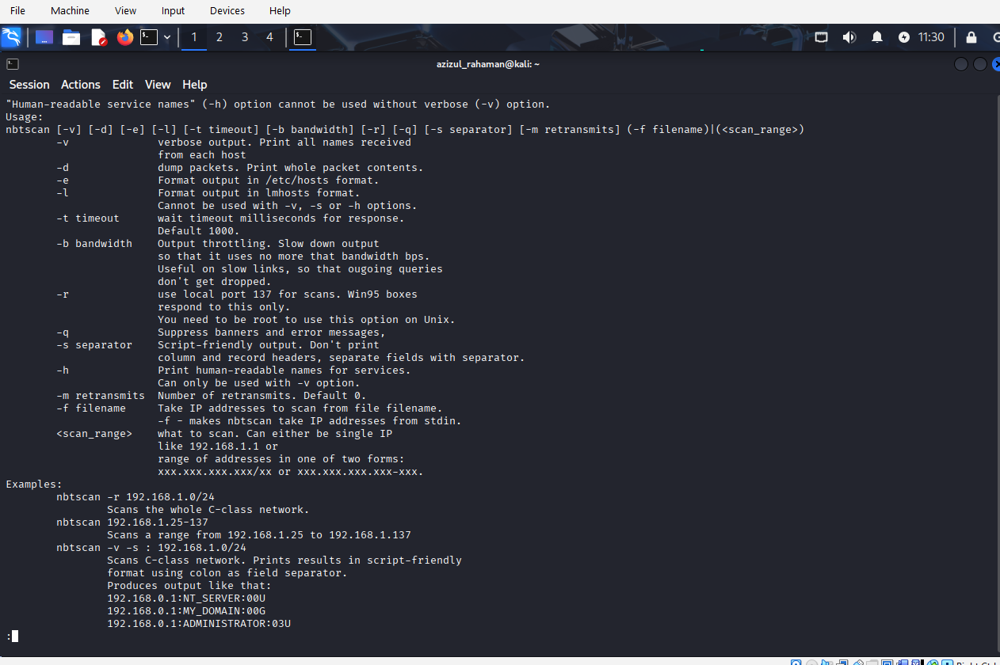 File Machine View Input Devices Help
1 2 3 4 11:30
azizul_rahaman@kali: ~
Session Actions Edit View Help
"Human-readable service names" (-h) option cannot be used without verbose (-v) option.
Usage:
nbtscan [-v] [-d] [-e] [-l] [-t timeout] [-b bandwidth] [-r] [-q] [-s separator] [-m retransmits] (-f filename)|(<scan_range>)
-v verbose output. Print all names received
from each host
-d dump packets. Print whole packet contents.
-e Format output in /etc/hosts format.
-l Format output in lmhosts format.
Cannot be used with -v, -s or -h options.
-t timeout wait timeout milliseconds for response.
Default 1000.
-b bandwidth Output throttling. Slow down output
so that it uses no more that bandwidth bps.
Useful on slow links, so that ougoing queries
don't get dropped.
-r use local port 137 for scans. Win95 boxes
respond to this only.
You need to be root to use this option on Unix.
-q Suppress banners and error messages,
-s separator Script-friendly output. Don't print
column and record headers, separate fields with separator.
-h Print human-readable names for services.
Can only be used with -v option.
-m retransmits Number of retransmits. Default 0.
-f filename Take IP addresses to scan from file filename.
-f - makes nbtscan take IP addresses from stdin.
<scan_range> what to scan. Can either be single IP
like 192.168.1.1 or
range of addresses in one of two forms:
xxx.xxx.xxx.xxx/xx or xxx.xxx.xxx.xxx-xxx.
Examples:
nbtscan -r 192.168.1.0/24
Scans the whole C-class network.
nbtscan 192.168.1.25-137
Scans a range from 192.168.1.25 to 192.168.1.137
nbtscan -v -s : 192.168.1.0/24
Scans C-class network. Prints results in script-friendly
format using colon as field separator.
Produces output like that:
192.168.0.1:NT_SERVER:00U
192.168.0.1:MY_DOMAIN:00G
192.168.0.1:ADMINISTRATOR:03U
: